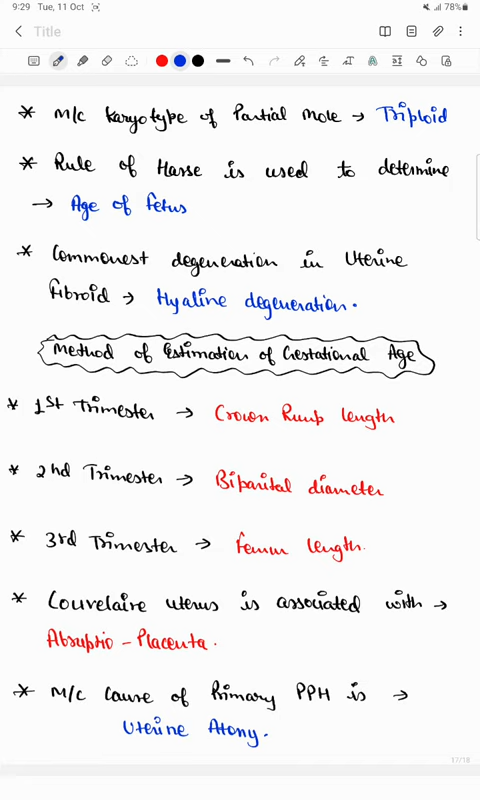 9:29 Tue, 11 Oct 78%
Title
* M/c Karyotype of Partial Mole → Triploid
* Rule of Hasse is used to determine
→ Age of fetus
* Commonest degeneration in Uterine
fibroid → Hyaline degeneration.
Method of Estimation of Gestational Age
* 1st Trimester → Crown Rump length
* 2nd Trimester → Biparital diameter
* 3rd Trimester → Femur length.
* Couvelaire uterus is associated with →
Absuptio - Placenta.
* M/c Cause of Primary PPH is →
Uterine Atony.
17/18